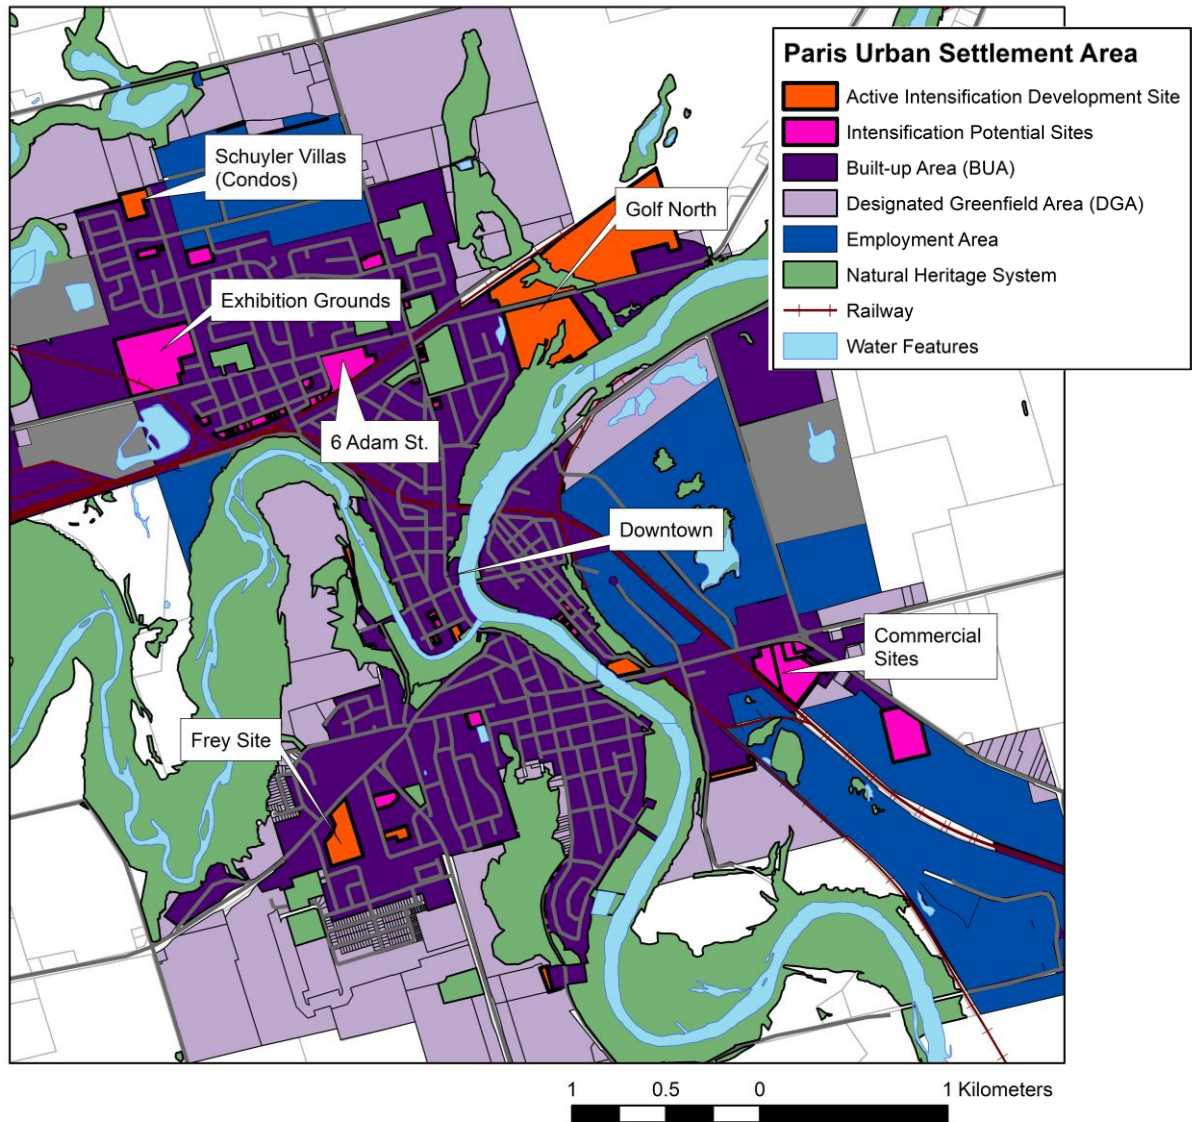 Paris Urban Settlement Area
Active Intensification Development Site
Intensification Potential Sites
Built-up Area (BUA)
Designated Greenfield Area (DGA)
Employment Area
Natural Heritage System
Railway
Water Features
Schuyler Villas
(Condos)
Golf North
Exhibition Grounds
6 Adam St.
Downtown
Commercial
Sites
Frey Site
1 0.5 0 1 Kilometers